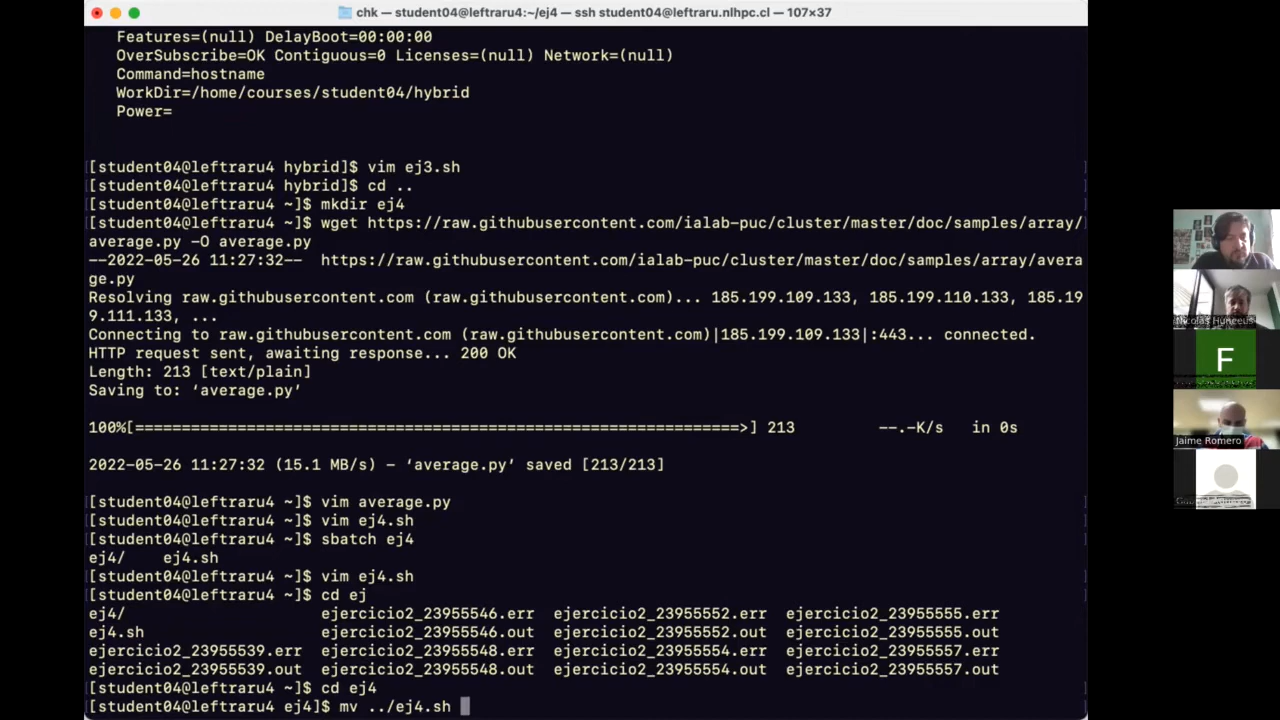 chk — student04@leftraru4:~/ej4 — ssh student04@leftraru.nlhpc.cl — 107×37
Features=(null) DelayBoot=00:00:00
OverSubscribe=OK Contiguous=0 Licenses=(null) Network=(null)
Command=hostname
WorkDir=/home/courses/student04/hybrid
Power=
[student04@leftraru4 hybrid]$ vim ej3.sh
[student04@leftraru4 hybrid]$ cd ..
[student04@leftraru4 ~]$ mkdir ej4
[student04@leftraru4 ~]$ wget https://raw.githubusercontent.com/ialab-puc/cluster/master/doc/samples/array/
average.py -O average.py
--2022-05-26 11:27:32--  https://raw.githubusercontent.com/ialab-puc/cluster/master/doc/samples/array/avera
ge.py
Resolving raw.githubusercontent.com (raw.githubusercontent.com)... 185.199.109.133, 185.199.110.133, 185.19
9.111.133, ...
Connecting to raw.githubusercontent.com (raw.githubusercontent.com)|185.199.109.133|:443... connected.
HTTP request sent, awaiting response... 200 OK
Length: 213 [text/plain]
Saving to: ‘average.py’
100%[=================================================================>] 213         --.-K/s   in 0s
2022-05-26 11:27:32 (15.1 MB/s) - ‘average.py’ saved [213/213]
[student04@leftraru4 ~]$ vim average.py
[student04@leftraru4 ~]$ vim ej4.sh
[student04@leftraru4 ~]$ sbatch ej4
ej4/    ej4.sh
[student04@leftraru4 ~]$ vim ej4.sh
[student04@leftraru4 ~]$ cd ej
ej4/                     ejercicio2_23955546.err  ejercicio2_23955552.err  ejercicio2_23955555.err
ej4.sh                   ejercicio2_23955546.out  ejercicio2_23955552.out  ejercicio2_23955555.out
ejercicio2_23955539.err  ejercicio2_23955548.err  ejercicio2_23955554.err  ejercicio2_23955557.err
ejercicio2_23955539.out  ejercicio2_23955548.out  ejercicio2_23955554.out  ejercicio2_23955557.out
[student04@leftraru4 ~]$ cd ej4
[student04@leftraru4 ej4]$ mv ../ej4.sh
Nicolas Huneeus
F
Jaime Romero